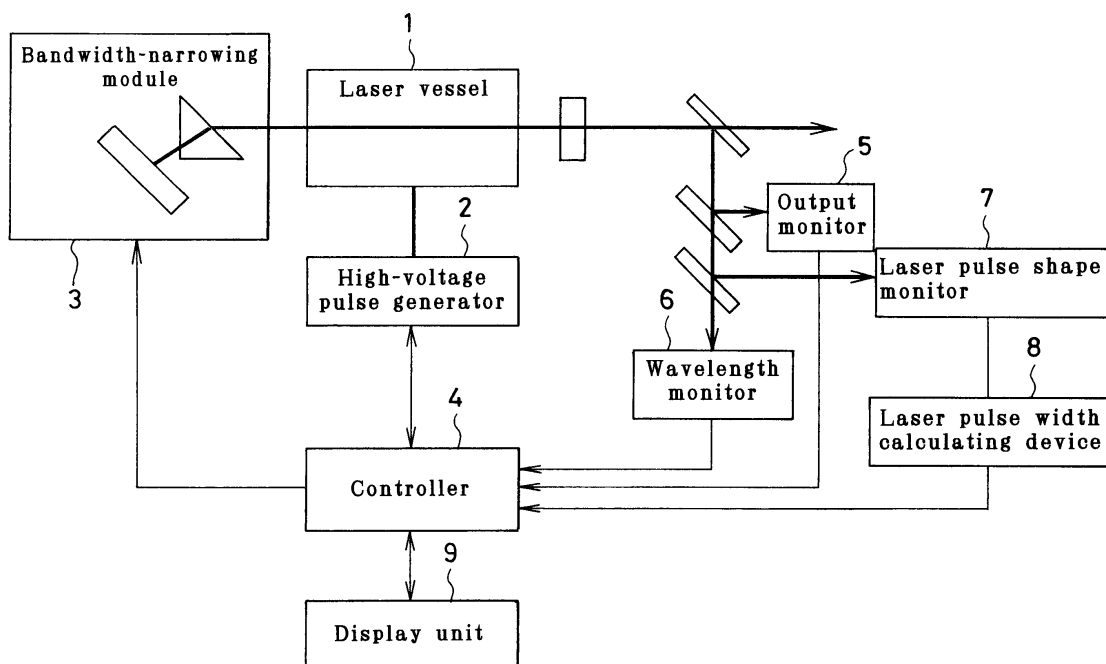 1
Bandwidth-narrowing
module
Laser vessel
5
Output
monitor
2
7
3
High-voltage
pulse generator
Laser pulse shape
monitor
6
8
Wavelength
monitor
4
Laser pulse width
calculating device
Controller
9
Display unit